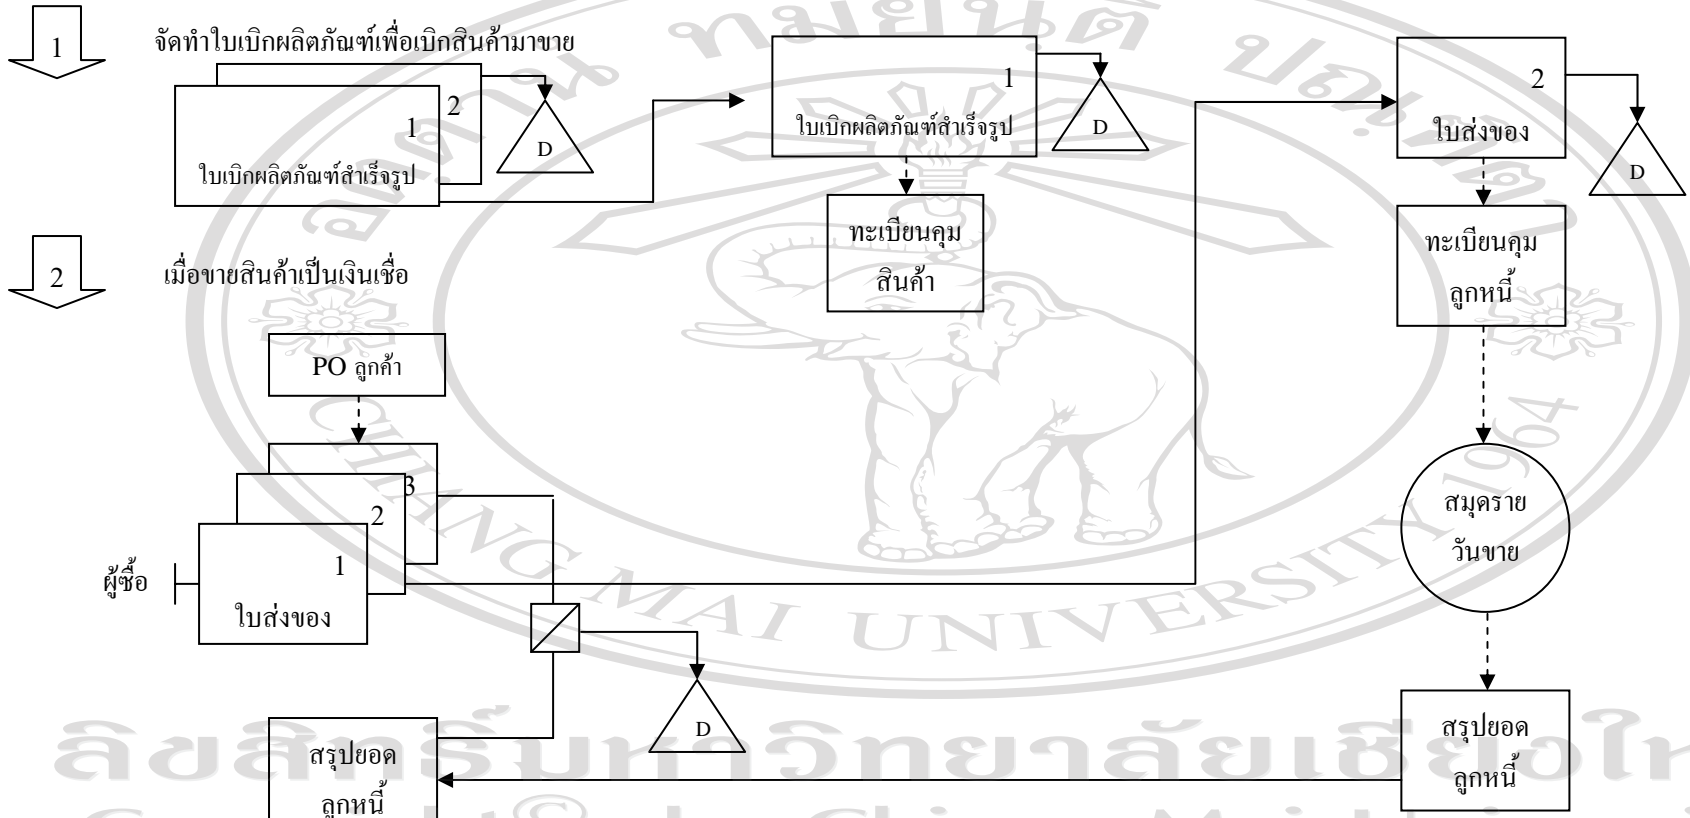 1
จัดทำใบเบิกผลิตภัณฑ์เพื่อเบิกสินค้ามาขาย
2
1
ใบเบิกผลิตภัณฑ์สำเร็จรูป
D
1
ใบเบิกผลิตภัณฑ์สำเร็จรูป
D
ทะเบียนคุม
สินค้า
2
ใบส่งของ
D
ทะเบียนคุม
ลูกหนี้
สมุดราย
วันขาย
สรุปยอด
ลูกหนี้
2
เมื่อขายสินค้าเป็นเงินเชื่อ
PO ลูกค้า
3
2
1
ใบส่งของ
ผู้ซื้อ
D
สรุปยอด
ลูกหนี้
CHIANG MAI UNIVERSITY 1964